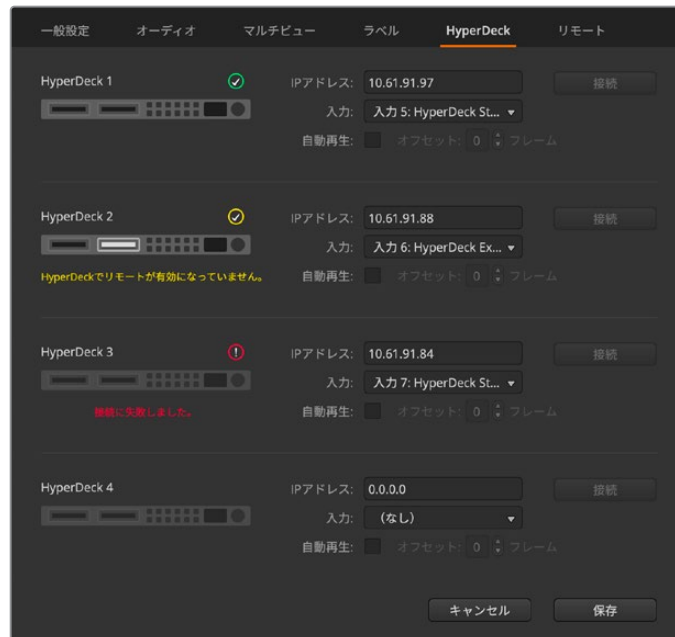 一般設定 オーディオ マルチビュー ラベル HyperDeck リモート
HyperDeck 1 IPアドレス: 10.61.91.97 接続
入力: 入力 5: HyperDeck St...
自動再生: オフセット: 0 フレーム
HyperDeck 2 IPアドレス: 10.61.91.88 接続
入力: 入力 6: HyperDeck Ex...
HyperDeckでリモートが有効になっていません。 自動再生: オフセット: 0 フレーム
HyperDeck 3 IPアドレス: 10.61.91.84 接続
入力: 入力 7: HyperDeck St...
接続に失敗しました。 自動再生: オフセット: 0 フレーム
HyperDeck 4 IPアドレス: 0.0.0.0 接続
入力: (なし)
自動再生: オフセット: 0 フレーム
キャンセル 保存